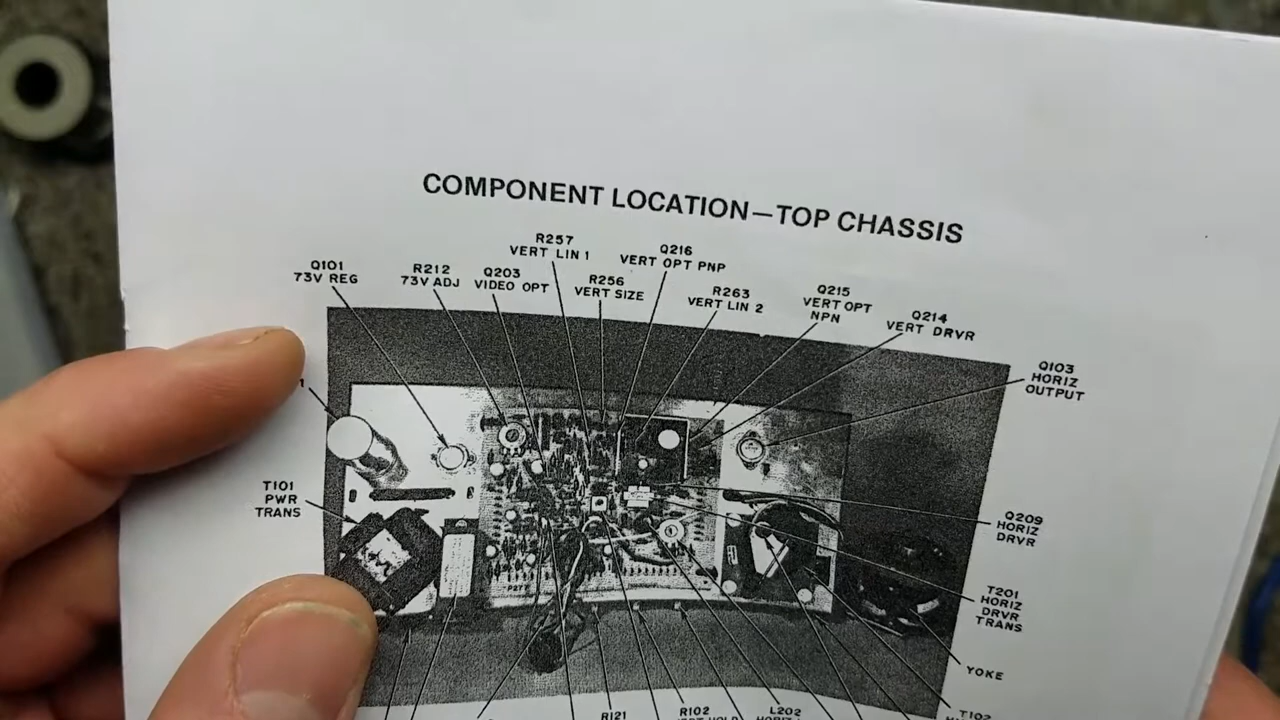 COMPONENT LOCATION—TOP CHASSIS
R257
VERT LIN 1
Q216
VERT OPT PNP
Q101
73V REG
R212
73V ADJ
Q203
VIDEO OPT
R256
VERT SIZE
R263
VERT LIN 2
Q215
VERT OPT
NPN
Q214
VERT DRVR
Q103
HORIZ
OUTPUT
1
T101
PWR
TRANS
Q209
HORIZ
DRVR
T201
HORIZ
DRVR
TRANS
YOKE
R121
R102
L202
T102